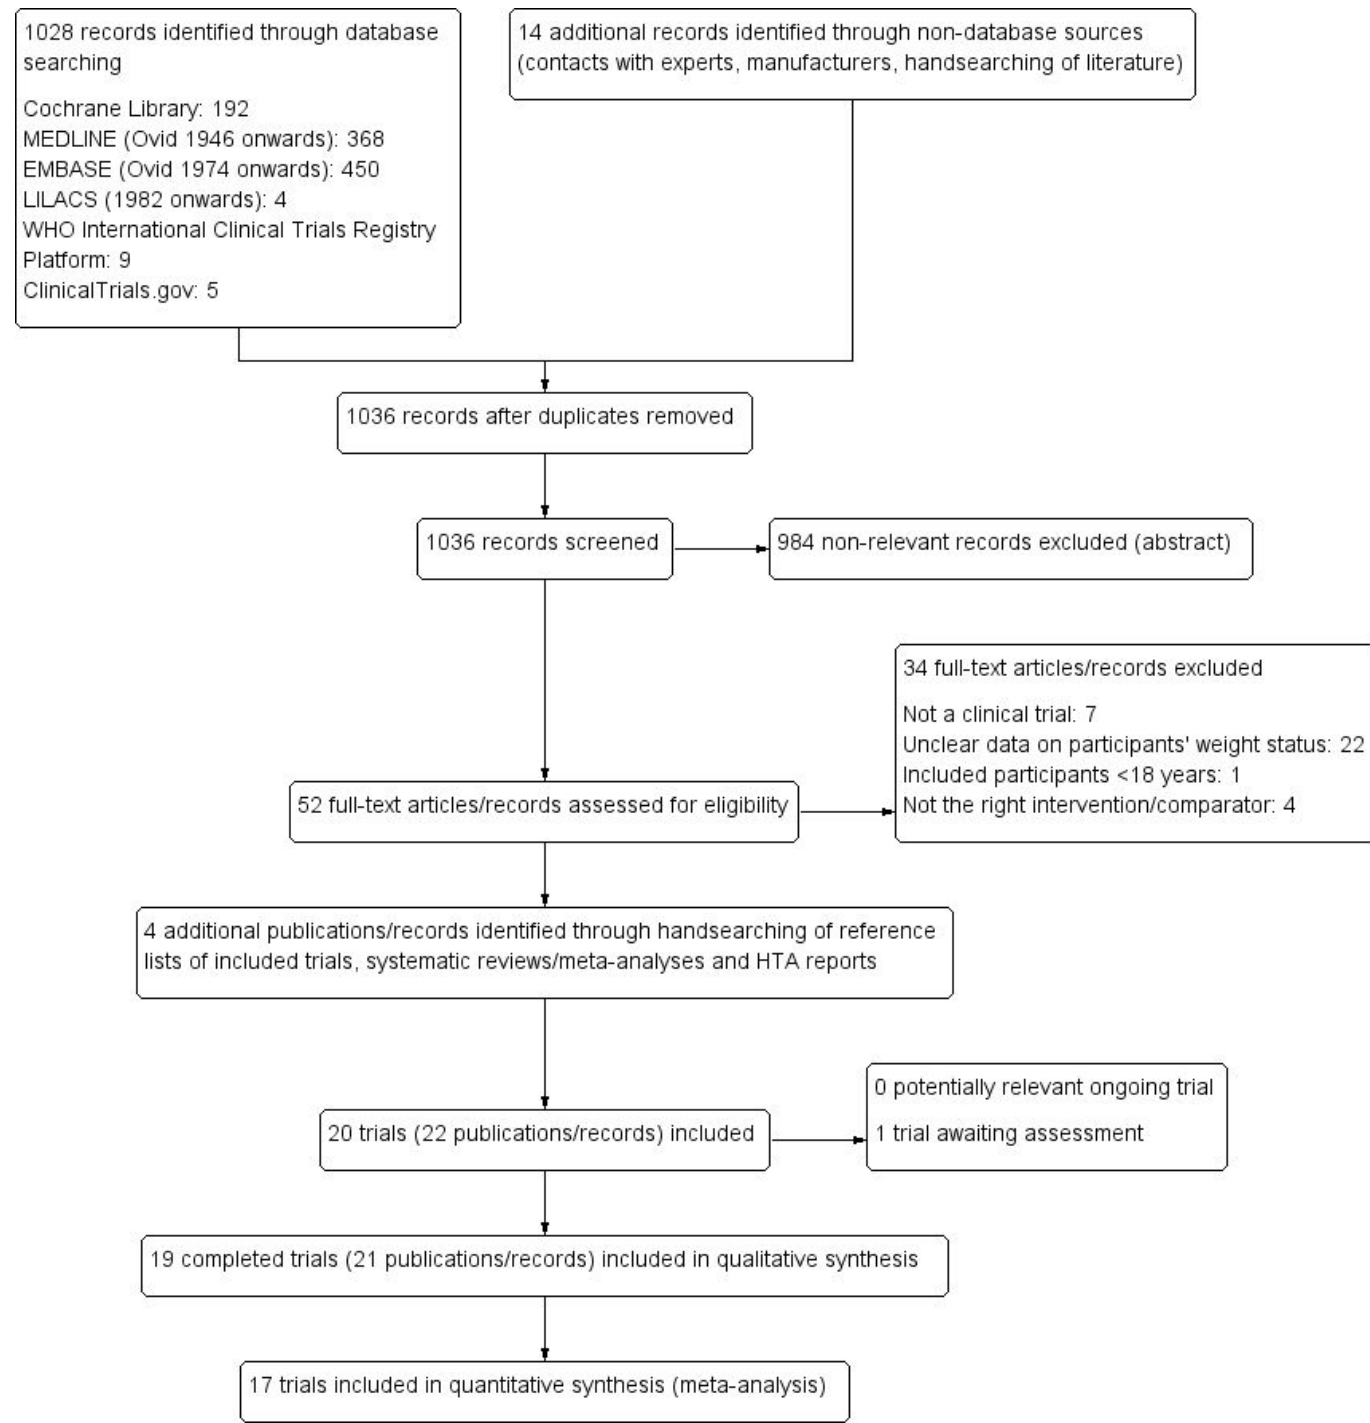 1028 records identified through database
searching
Cochrane Library: 192
MEDLINE (Ovid 1946 onwards): 368
EMBASE (Ovid 1974 onwards): 450
LILACS (1982 onwards): 4
WHO International Clinical Trials Registry
Platform: 9
ClinicalTrials.gov: 5
14 additional records identified through non-database sources
(contacts with experts, manufacturers, handsearching of literature)
1036 records after duplicates removed
1036 records screened
984 non-relevant records excluded (abstract)
52 full-text articles/records assessed for eligibility
34 full-text articles/records excluded
Not a clinical trial: 7
Unclear data on participants' weight status: 22
Included participants <18 years: 1
Not the right intervention/comparator: 4
4 additional publications/records identified through handsearching of reference
lists of included trials, systematic reviews/meta-analyses and HTA reports
20 trials (22 publications/records) included
0 potentially relevant ongoing trial
1 trial awaiting assessment
19 completed trials (21 publications/records) included in qualitative synthesis
17 trials included in quantitative synthesis (meta-analysis)